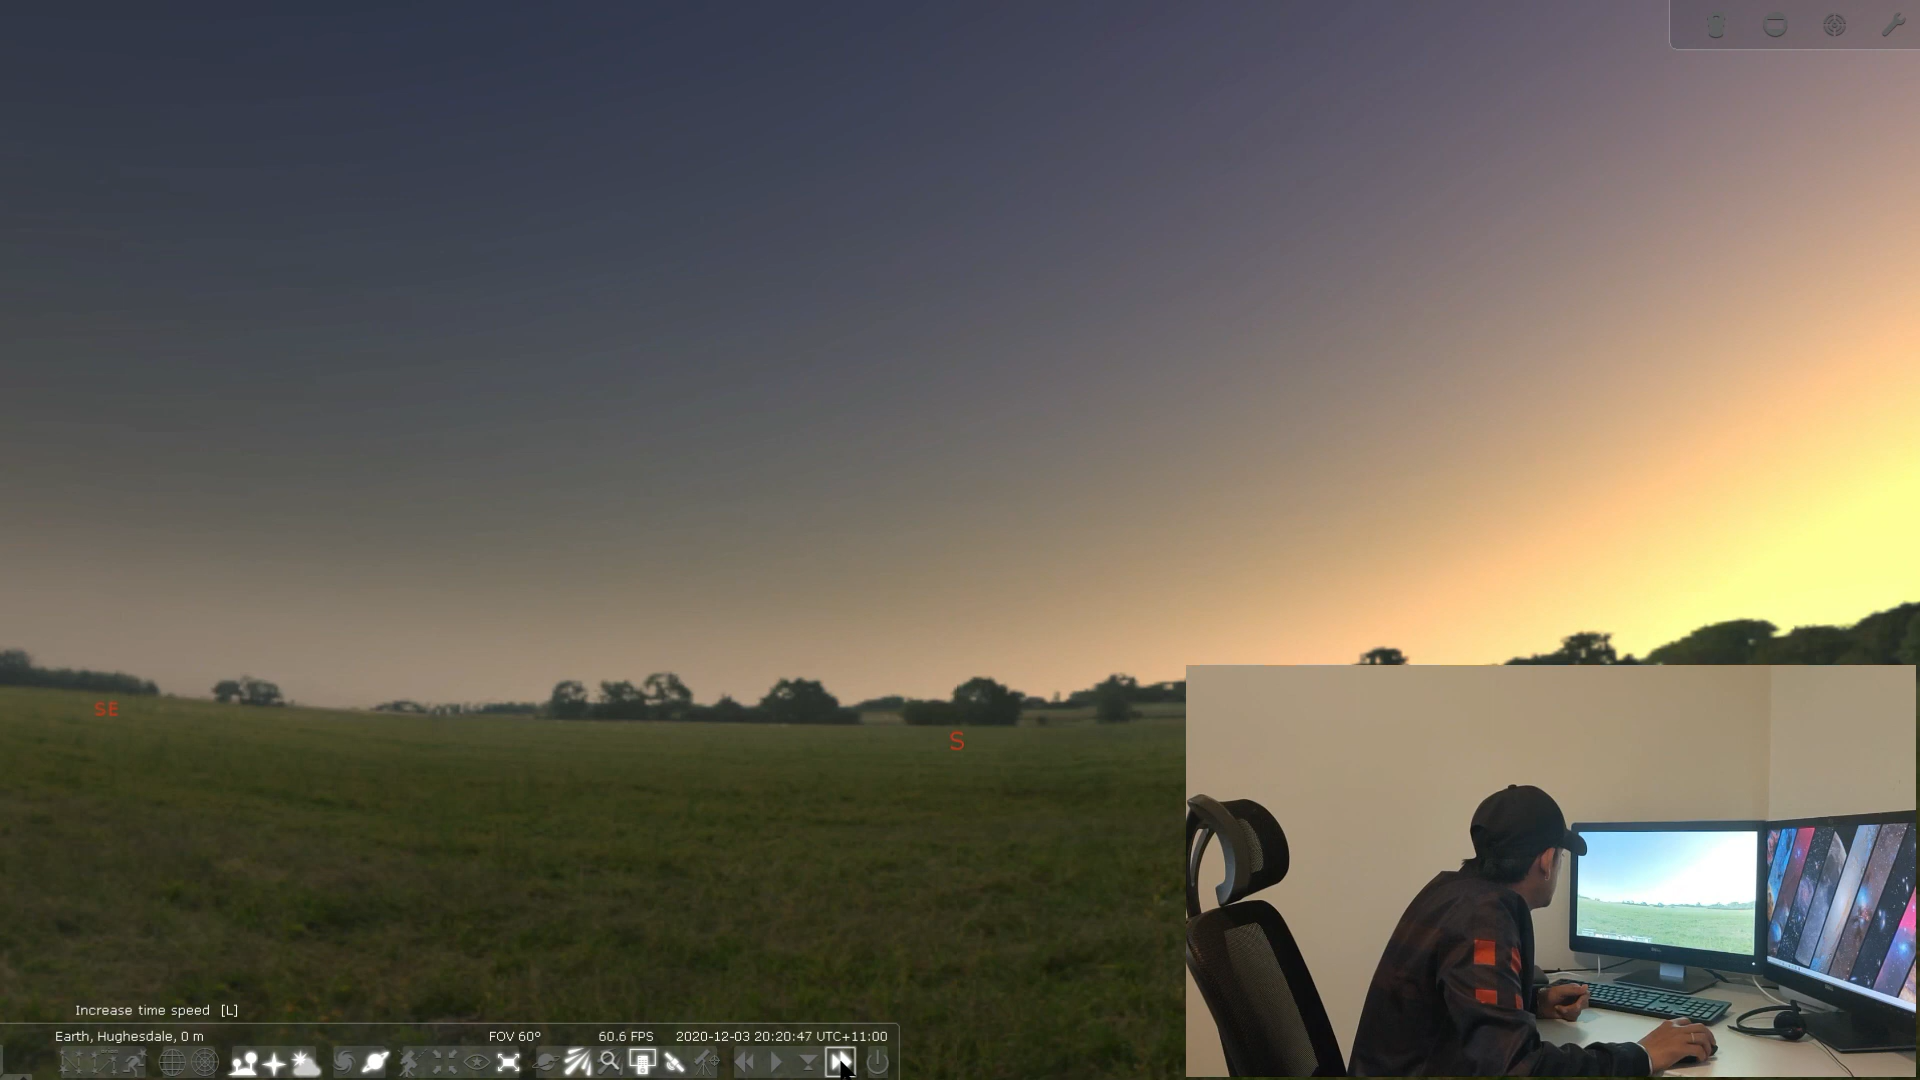 SE
S
Increase time speed [L]
Earth, Hughesdale, 0 m FOV 60° 60.6 FPS 2020-12-03 20:20:47 UTC+11:00